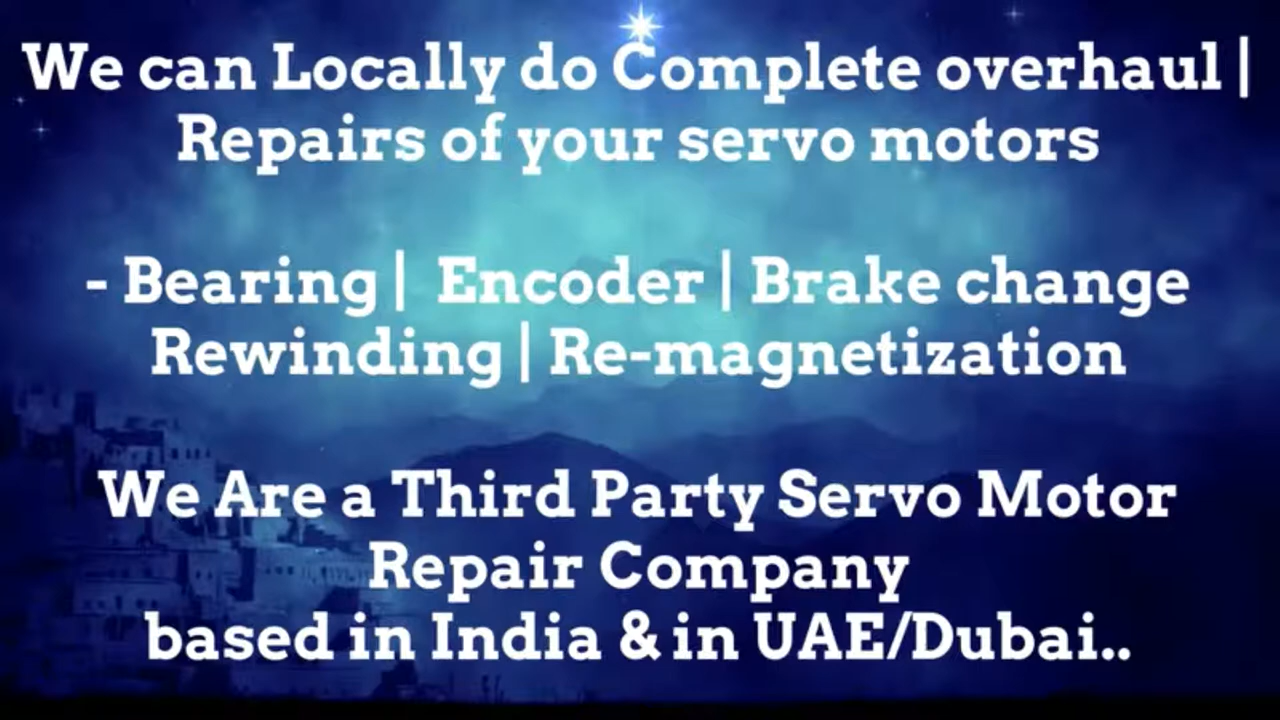 We can Locally do Complete overhaul |
Repairs of your servo motors
- Bearing | Encoder | Brake change
Rewinding | Re-magnetization
We Are a Third Party Servo Motor
Repair Company
based in India & in UAE/Dubai..